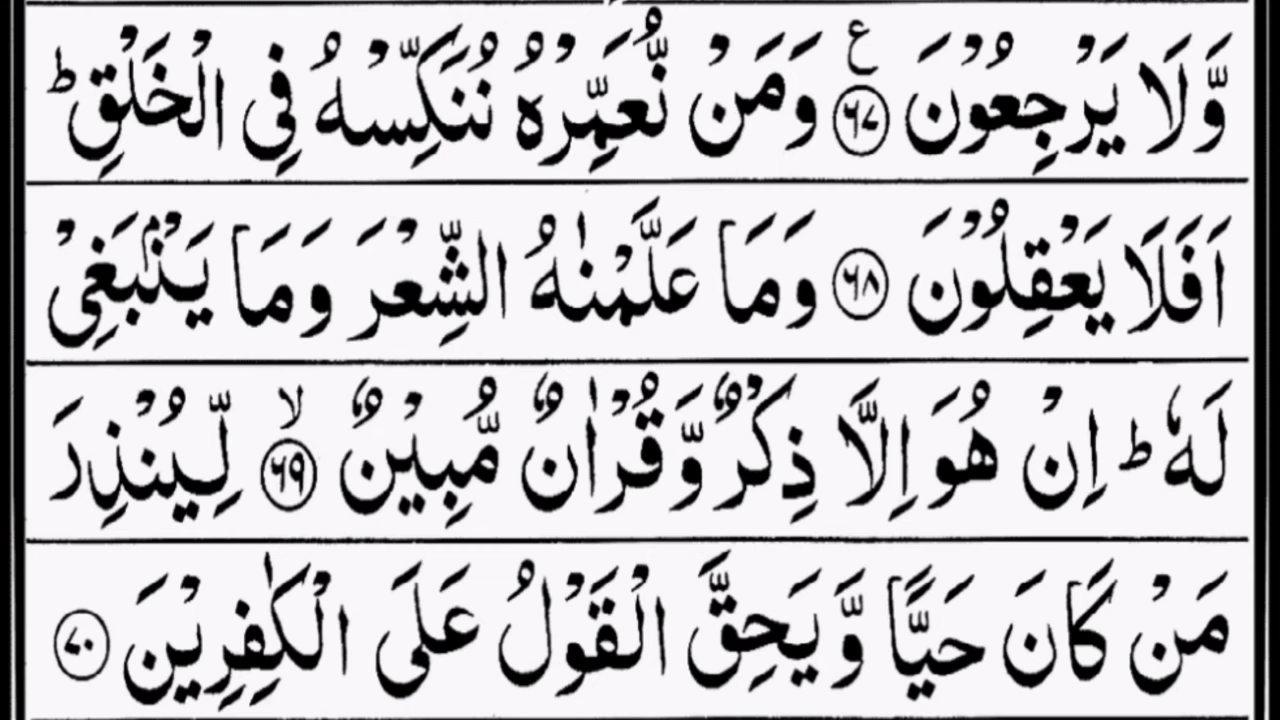 وَّلَا يَرْجِعُوْنَ ﴿٦٧﴾ ع وَمَنْ نُّعَمِّرْهُ نُنَكِّسْهُ فِى الْخَلْقِ ؕ
اَفَلَا يَعْقِلُوْنَ ﴿٦٨﴾ وَمَا عَلَّمْنٰهُ الشِّعْرَ وَمَا يَنْۢبَغِىْ
لَهٗ ؕ اِنْ هُوَ اِلَّا ذِكْرٌ وَّقُرْاٰنٌ مُّبِيْنٌ ﴿٦٩﴾ ۙ لِّيُنْذِرَ
مَنْ كَانَ حَيًّا وَّيَحِقَّ الْقَوْلُ عَلَى الْكٰفِرِيْنَ ﴿٧٠﴾